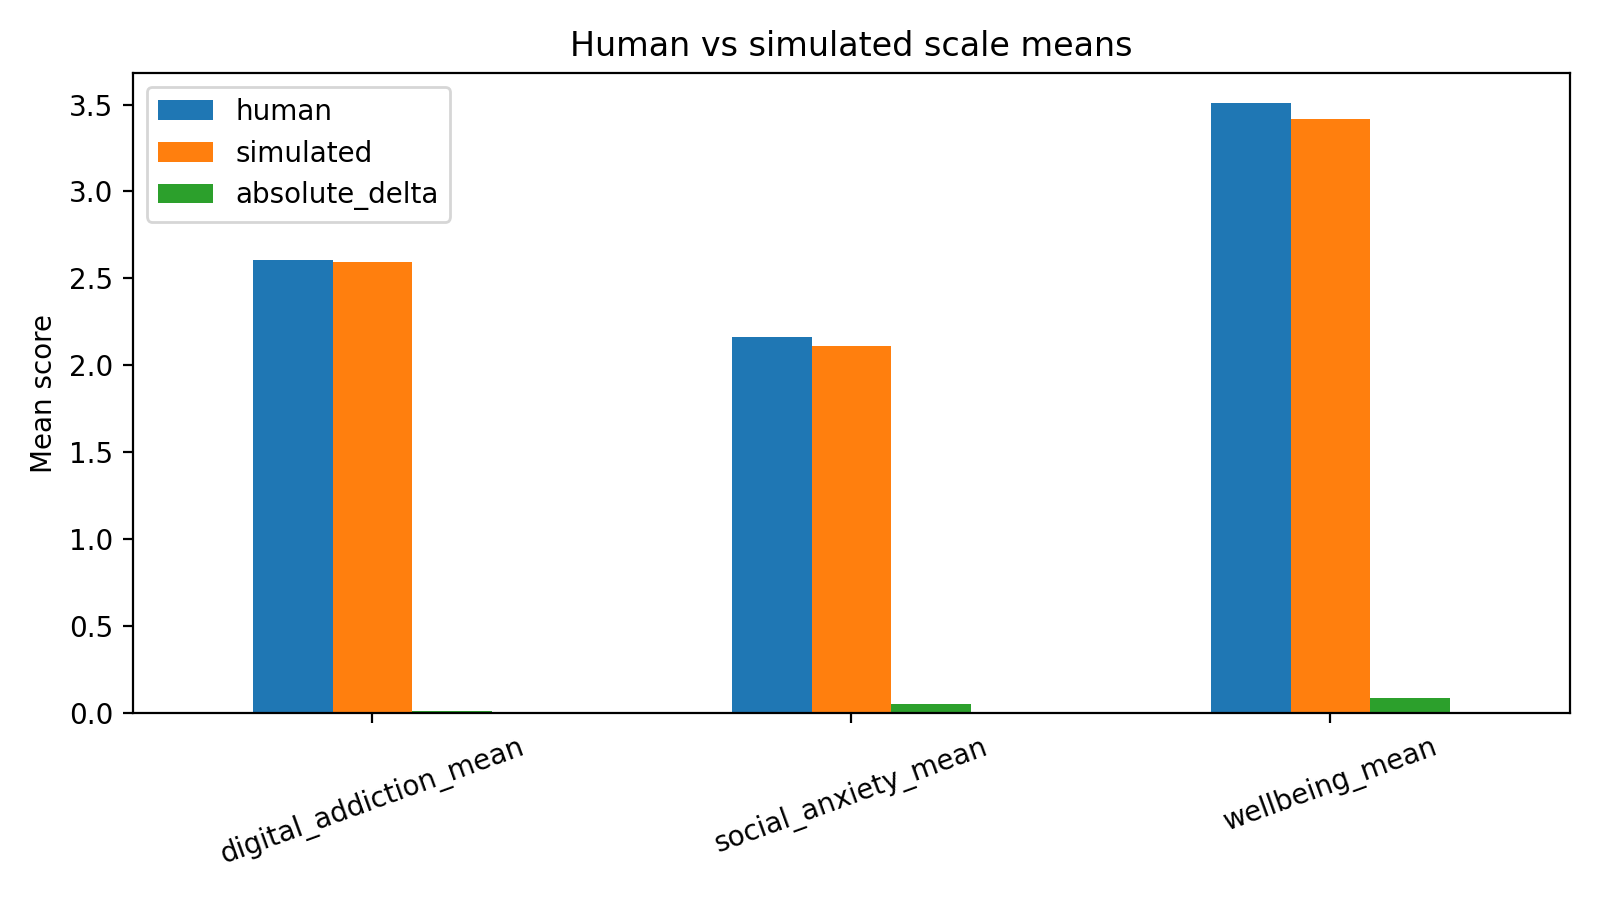 Human vs simulated scale means
human
simulated
absolute_delta
Mean score
3.5
3.0
2.5
2.0
1.5
1.0
0.5
0.0
digital_addiction_mean
social_anxiety_mean
wellbeing_mean